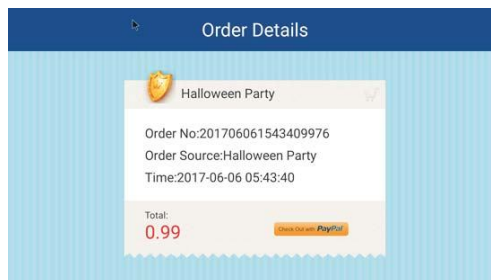 Order Details
Halloween Party
Order No:201706061543409976
Order Source:Halloween Party
Time:2017-06-06 05:43:40
Total:
0.99
Check Out with PayPal